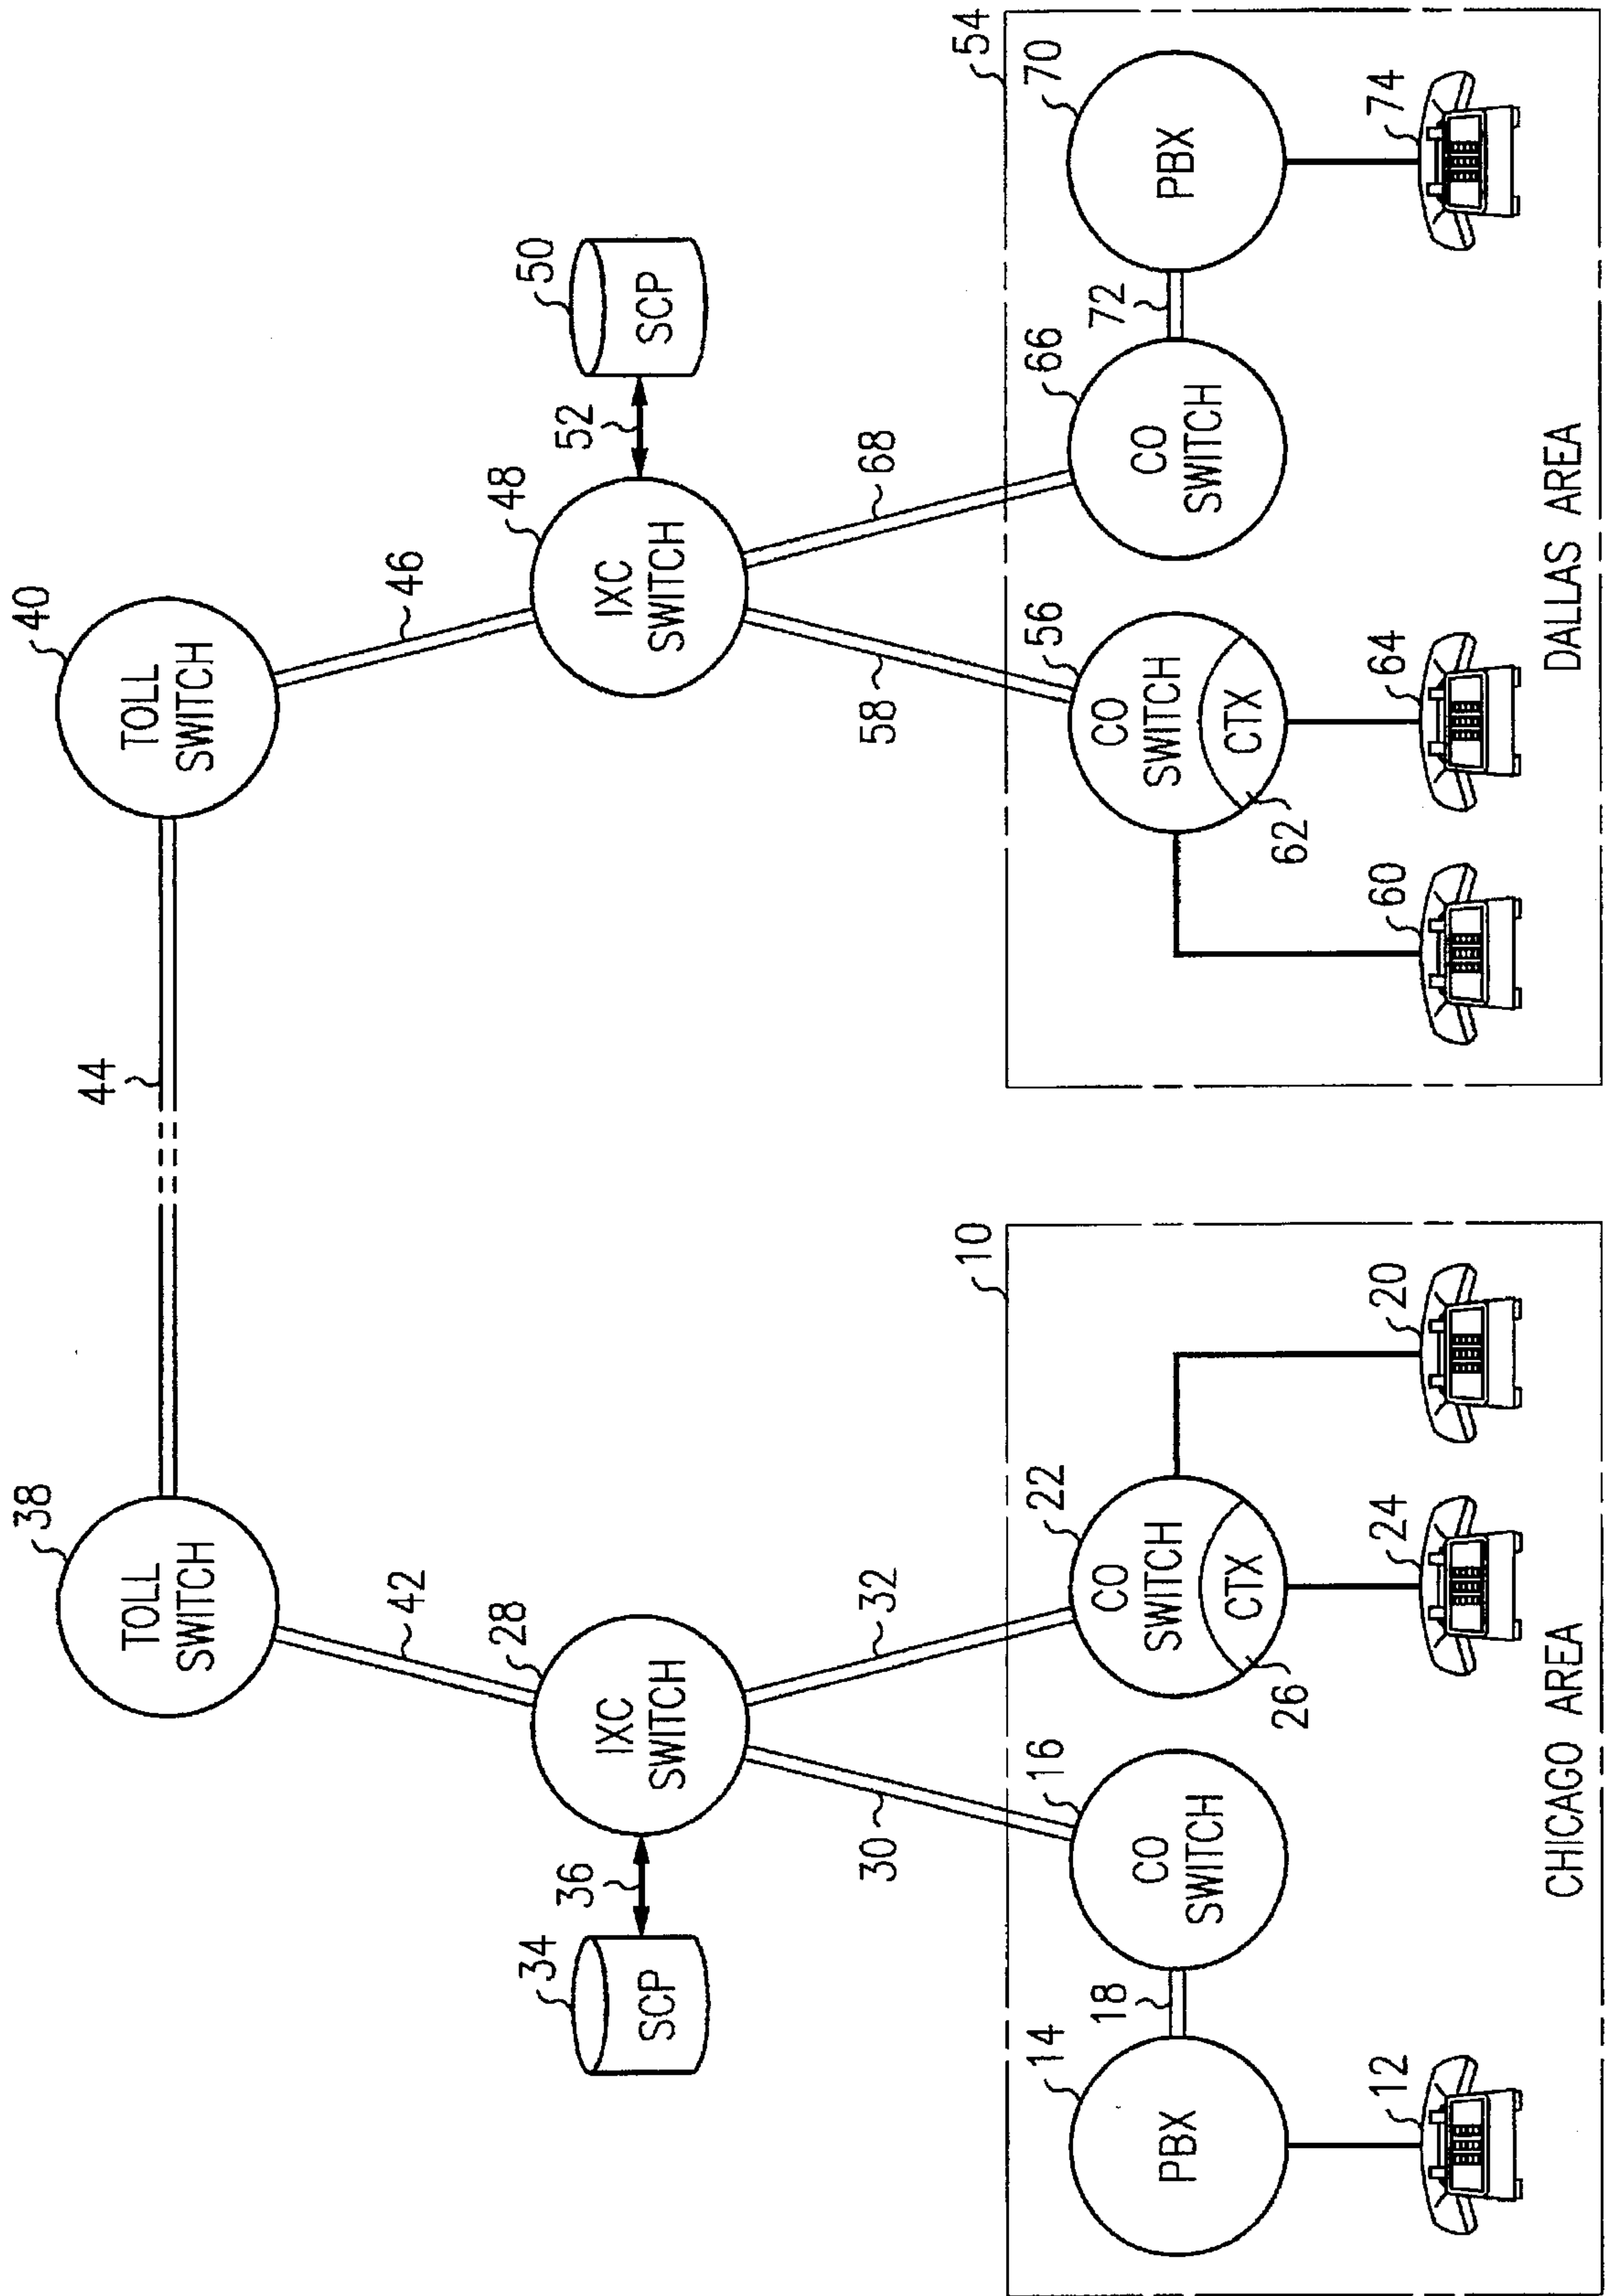 38
TOLL
SWITCH
44
40
TOLL
SWITCH
42
46
34
SCP
36
28
IXC
SWITCH
48
IXC
SWITCH
52
50
SCP
30
32
58
68
10
54
14
PBX
18
16
CO
SWITCH
22
CO
SWITCH
CTX
26
56
CO
SWITCH
CTX
62
66
CO
SWITCH
72
70
PBX
12
24
20
60
64
74
CHICAGO AREA
DALLAS AREA